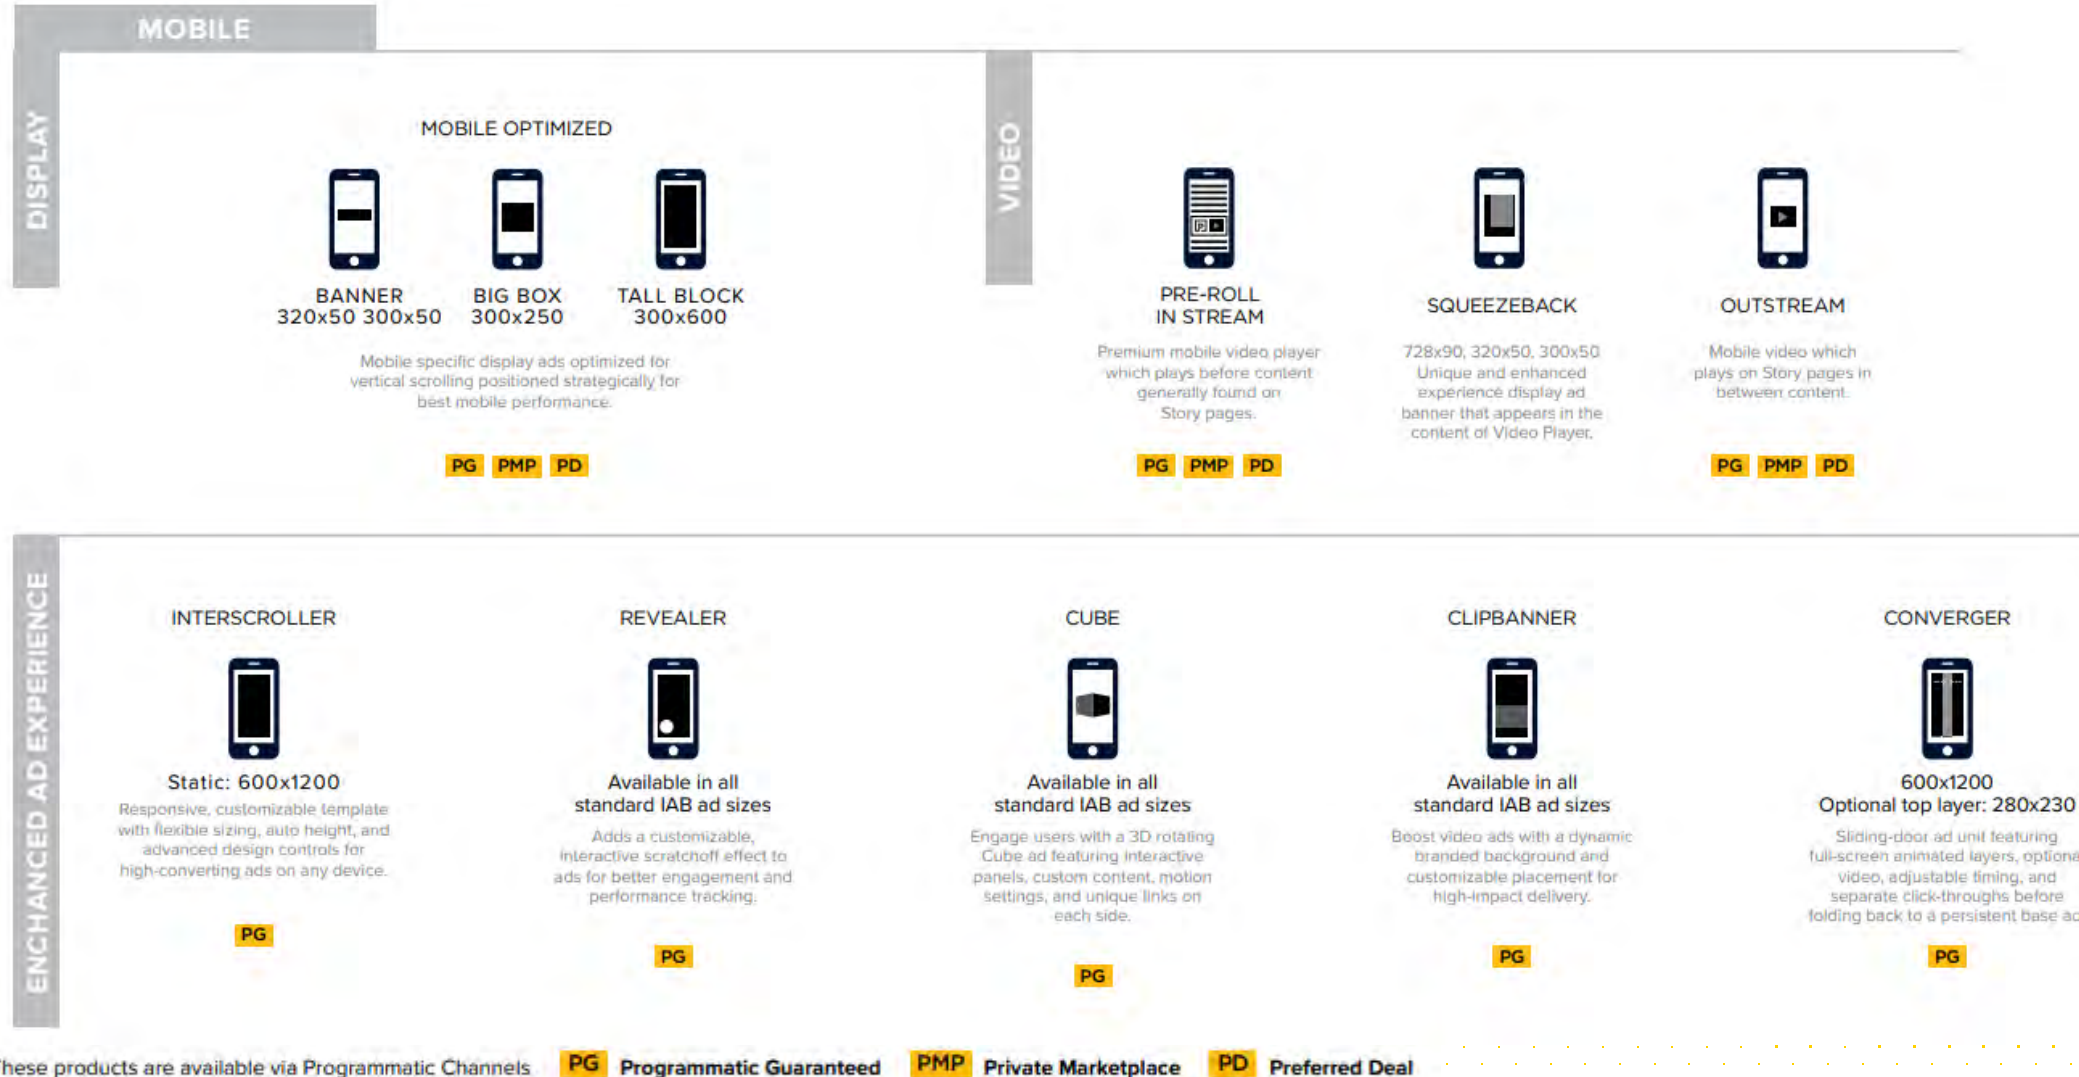 MOBILE
DISPLAY
MOBILE OPTIMIZED
BANNER
320x50 300x50
BIG BOX
300x250
TALL BLOCK
300x600
Mobile specific display ads optimized for
vertical scrolling positioned strategically for
best mobile performance.
PG PMP PD
VIDEO
PRE-ROLL
IN STREAM
Premium mobile video player
which plays before content
generally found on
Story pages.
PG PMP PD
SQUEEZEBACK
728x90, 320x50, 300x50
Unique and enhanced
experience display ad
banner that appears in the
content of Video Player.
OUTSTREAM
Mobile video which
plays on Story pages in
between content.
PG PMP PD
ENCHANCED AD EXPERIENCE
INTERSCROLLER
Static: 600x1200
Responsive, customizable template
with flexible sizing, auto height, and
advanced design controls for
high-converting ads on any device.
PG
REVEALER
Available in all
standard IAB ad sizes
Adds a customizable,
interactive scratchoff effect to
ads for better engagement and
performance tracking.
PG
CUBE
Available in all
standard IAB ad sizes
Engage users with a 3D rotating
Cube ad featuring interactive
panels, custom content, motion
settings, and unique links on
each side.
PG
CLIPBANNER
Available in all
standard IAB ad sizes
Boost video ads with a dynamic
branded background and
customizable placement for
high-impact delivery.
PG
CONVERGER
600x1200
Optional top layer: 280x230
Sliding-door ad unit featuring
full-screen animated layers, optiona
video, adjustable timing, and
separate click-throughs before
folding back to a persistent base ad
PG
hese products are available via Programmatic Channels PG Programmatic Guaranteed PMP Private Marketplace PD Preferred Deal